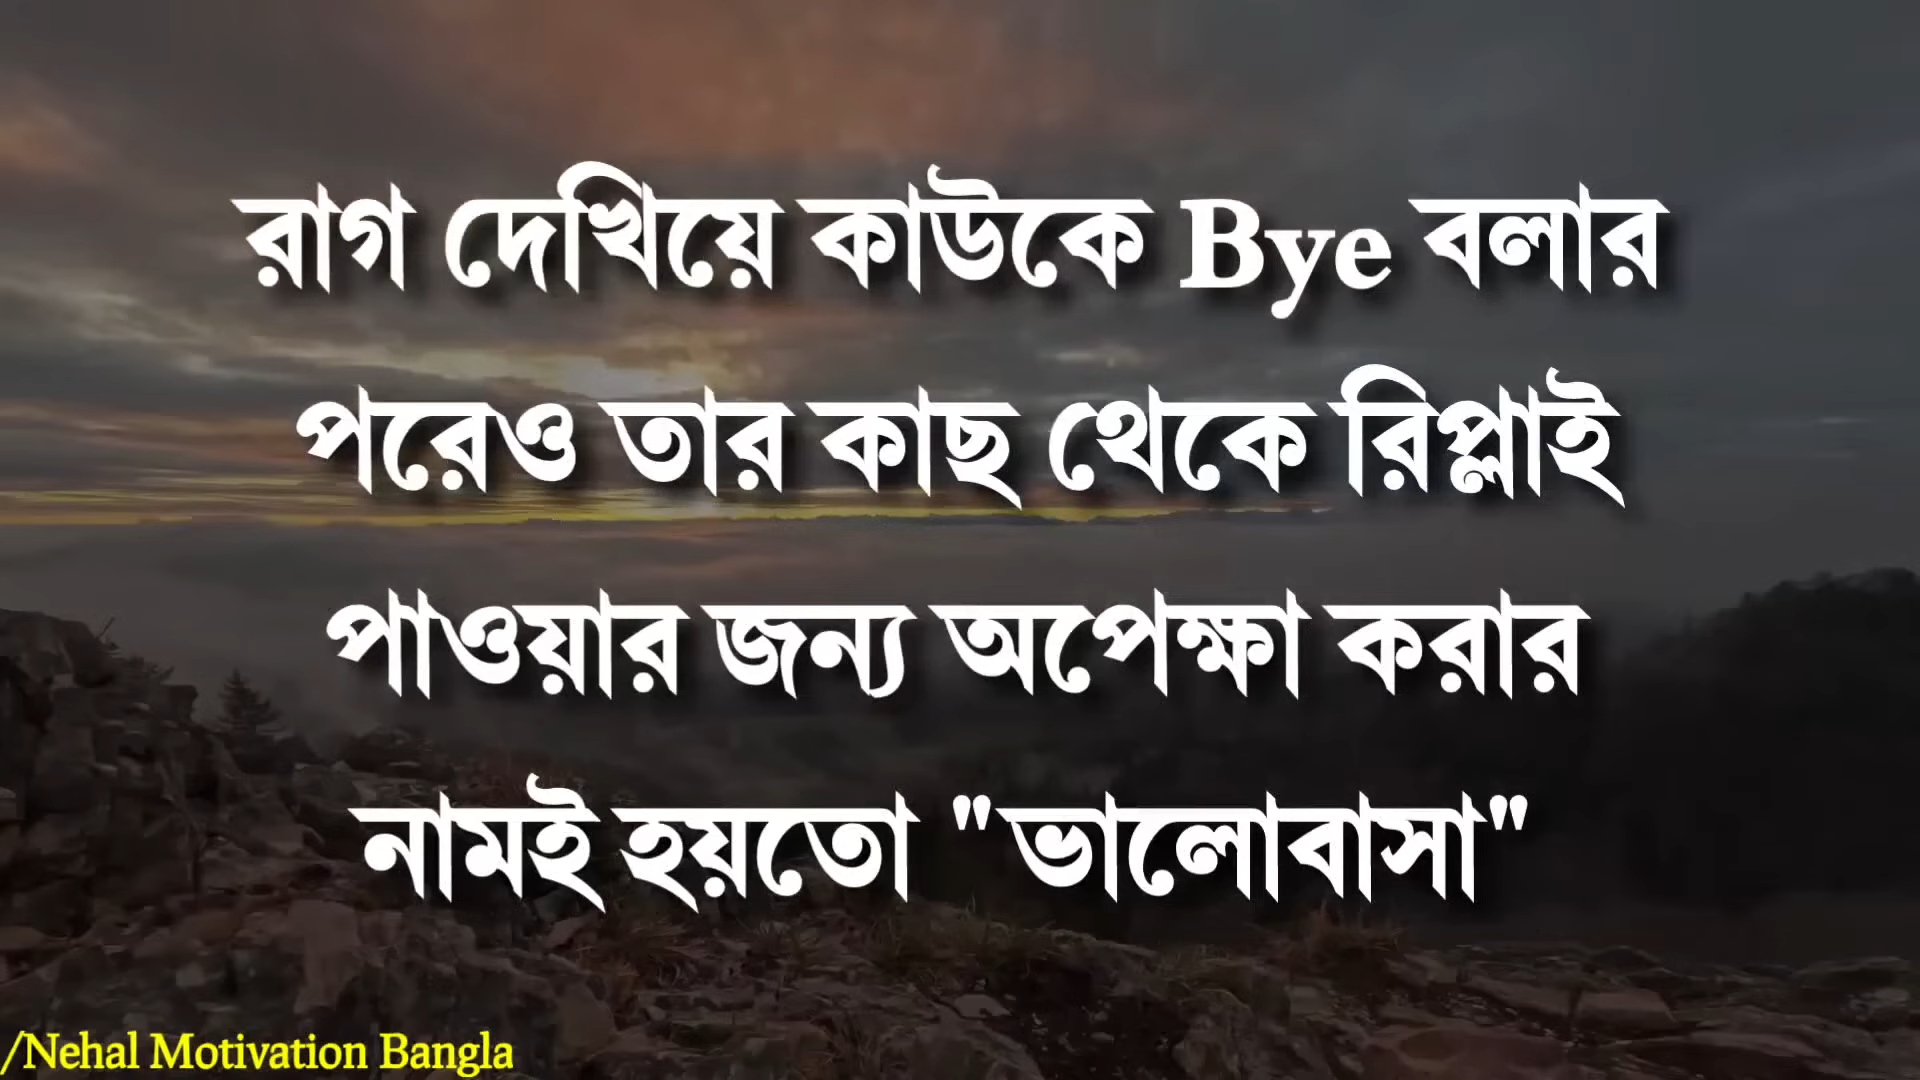 রাগ দেখিয়ে কাউকে Bye বলার
পরেও তার কাছ থেকে রিপ্লাই
পাওয়ার জন্য অপেক্ষা করার
নামই হয়তো "ভালোবাসা"
/Nehal Motivation Bangla